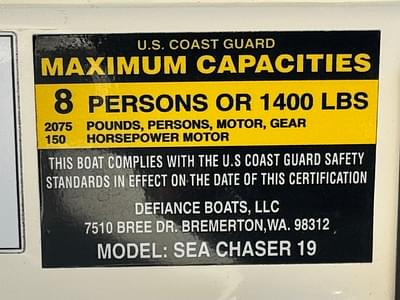 U.S. COAST GUARD
MAXIMUM CAPACITIES
8 PERSONS OR 1400 LBS
2075 POUNDS, PERSONS, MOTOR, GEAR
150 HORSEPOWER MOTOR
THIS BOAT COMPLIES WITH THE U.S COAST GUARD SAFETY
STANDARDS IN EFFECT ON THE DATE OF THIS CERTIFICATION
DEFIANCE BOATS, LLC
7510 BREE DR. BREMERTON,WA. 98312
MODEL: SEA CHASER 19